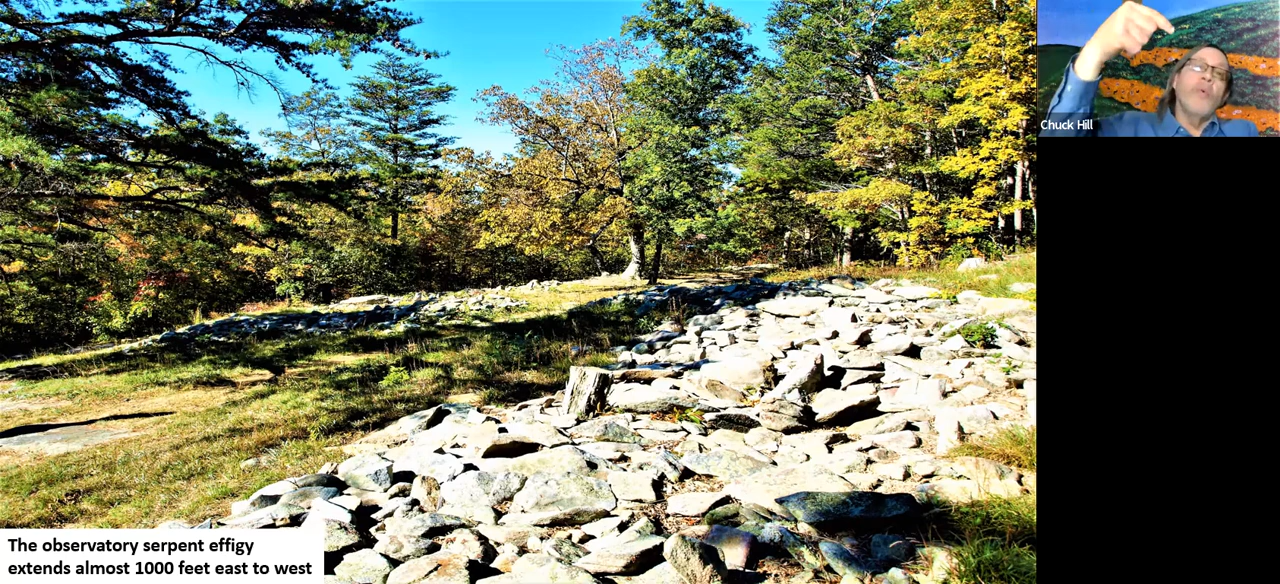 Chuck Hill
The observatory serpent effigy
extends almost 1000 feet east to west